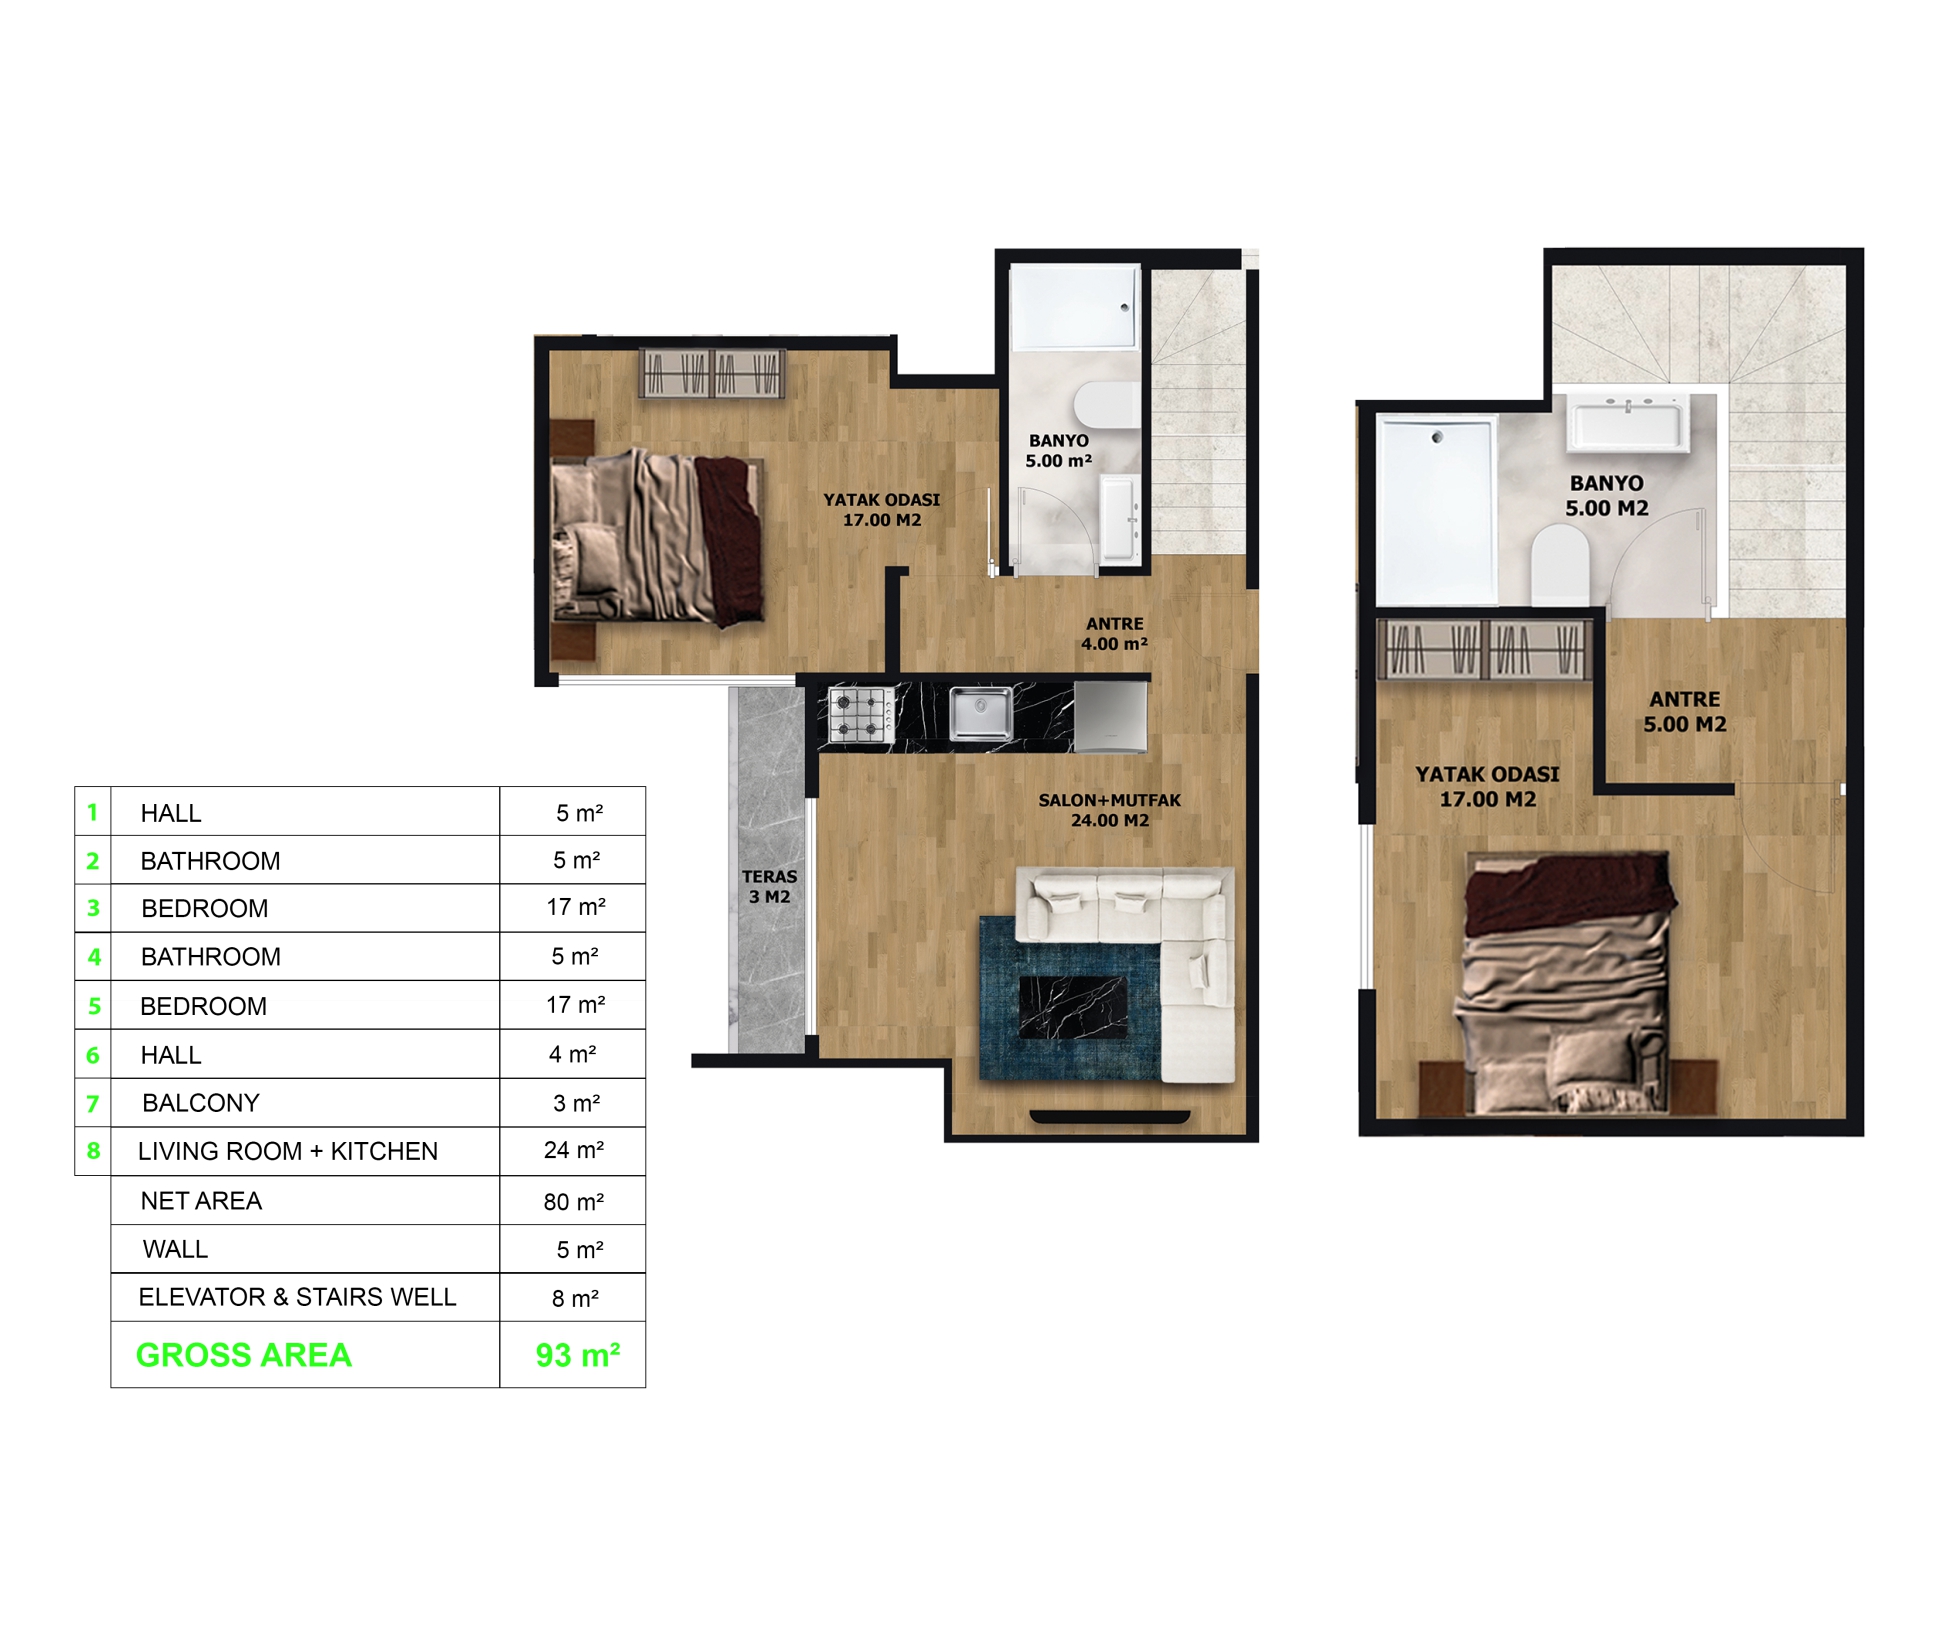 BANYO
5.00 m²
YATAK ODASI
17.00 M2
ANTRE
4.00 m²
SALON+MUTFAK
24.00 M2
TERAS
3 M2
BANYO
5.00 M2
ANTRE
5.00 M2
YATAK ODASI
17.00 M2
1 HALL 5 m²
2 BATHROOM 5 m²
3 BEDROOM 17 m²
4 BATHROOM 5 m²
5 BEDROOM 17 m²
6 HALL 4 m²
7 BALCONY 3 m²
8 LIVING ROOM + KITCHEN 24 m²
NET AREA 80 m²
WALL 5 m²
ELEVATOR & STAIRS WELL 8 m²
GROSS AREA 93 m²